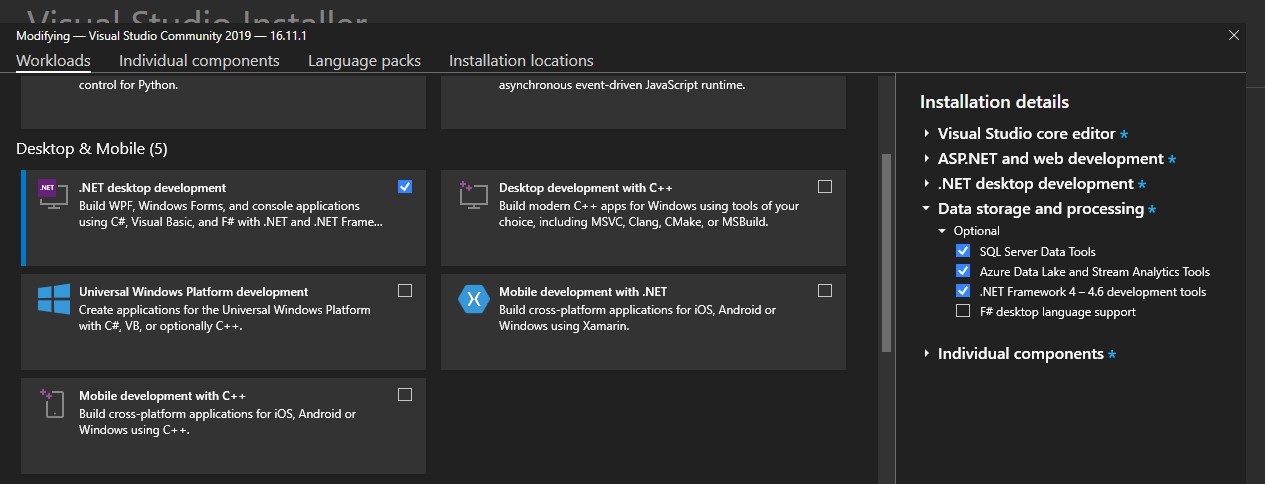 Visual Studio Installer
Modifying — Visual Studio Community 2019 — 16.11.1
Workloads
Individual components
Language packs
Installation locations
control for Python.
asynchronous event-driven JavaScript runtime.
Desktop & Mobile (5)
.NET
.NET desktop development
Build WPF, Windows Forms, and console applications
using C#, Visual Basic, and F# with .NET and .NET Frame...
Desktop development with C++
Build modern C++ apps for Windows using tools of your
choice, including MSVC, Clang, CMake, or MSBuild.
Universal Windows Platform development
Create applications for the Universal Windows Platform
with C#, VB, or optionally C++.
Mobile development with .NET
Build cross-platform applications for iOS, Android or
Windows using Xamarin.
Mobile development with C++
Build cross-platform applications for iOS, Android or
Windows using C++.
Installation details
Visual Studio core editor *
ASP.NET and web development *
.NET desktop development *
Data storage and processing *
Optional
SQL Server Data Tools
Azure Data Lake and Stream Analytics Tools
.NET Framework 4 – 4.6 development tools
F# desktop language support
Individual components *